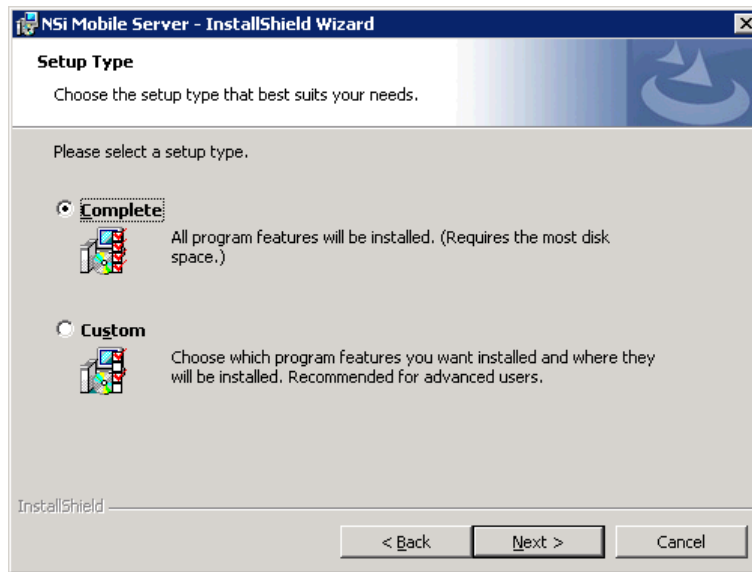 NSi Mobile Server - InstallShield Wizard
Setup Type
Choose the setup type that best suits your needs.
Please select a setup type.
Complete
All program features will be installed. (Requires the most disk
space.)
Custom
Choose which program features you want installed and where they
will be installed. Recommended for advanced users.
InstallShield
< Back
Next >
Cancel